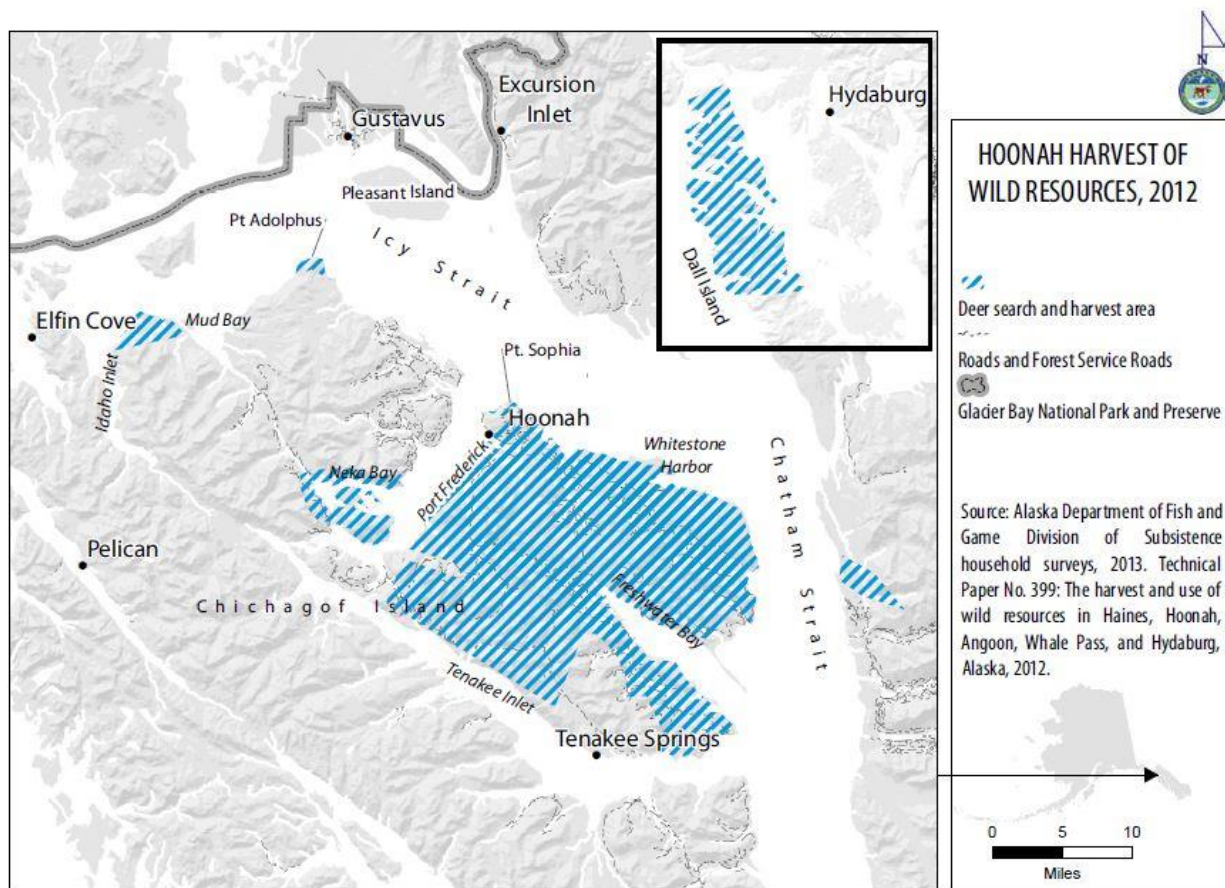 N
Excursion
Inlet
Gustavus
Pleasant Island
Pt Adolphus
Icy Strait
Hydaburg
Dall Island
Elfin Cove
Mud Bay
Idaho Inlet
Pt. Sophia
Hoonah
Whitestone
Harbor
Neka Bay
Port Frederick
Chatham Strait
Pelican
Chichagof Island
Freshwater Bay
Tenakee Inlet
Tenakee Springs
HOONAH HARVEST OF
WILD RESOURCES, 2012
Deer search and harvest area
Roads and Forest Service Roads
Glacier Bay National Park and Preserve
Source: Alaska Department of Fish and
Game Division of Subsistence
household surveys, 2013. Technical
Paper No. 399: The harvest and use of
wild resources in Haines, Hoonah,
Angoon, Whale Pass, and Hydaburg,
Alaska, 2012.
0 5 10
Miles